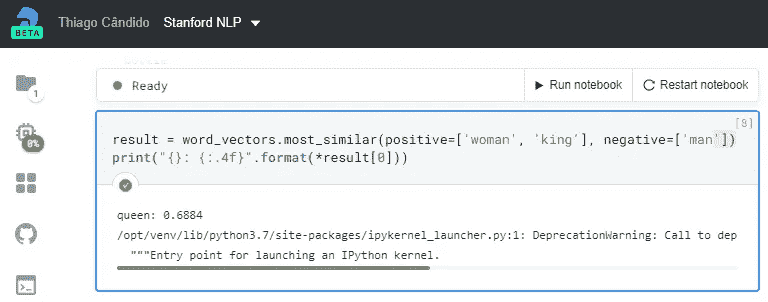 BETA
Thiago Cândido Stanford NLP
1
0%
Ready
Run notebook
Restart notebook
[8]
result = word_vectors.most_similar(positive=['woman', 'king'], negative=['man'])
print("{}: {:.4f}".format(*result[0]))
queen: 0.6884
/opt/venv/lib/python3.7/site-packages/ipykernel_launcher.py:1: DeprecationWarning: Call to dep
"""Entry point for launching an IPython kernel.